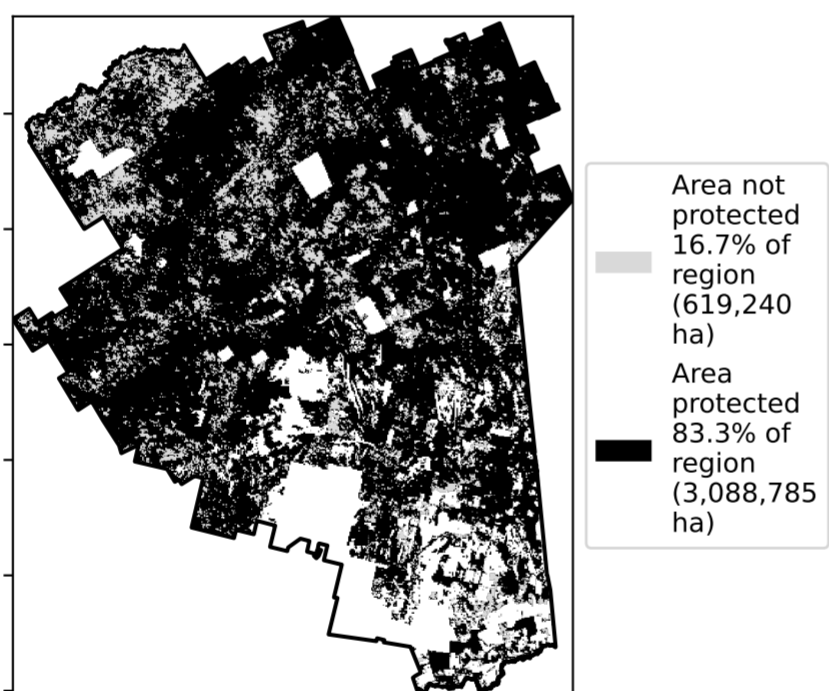 Area not
protected
16.7% of
region
(619,240
ha)
Area
protected
83.3% of
region
(3,088,785
ha)